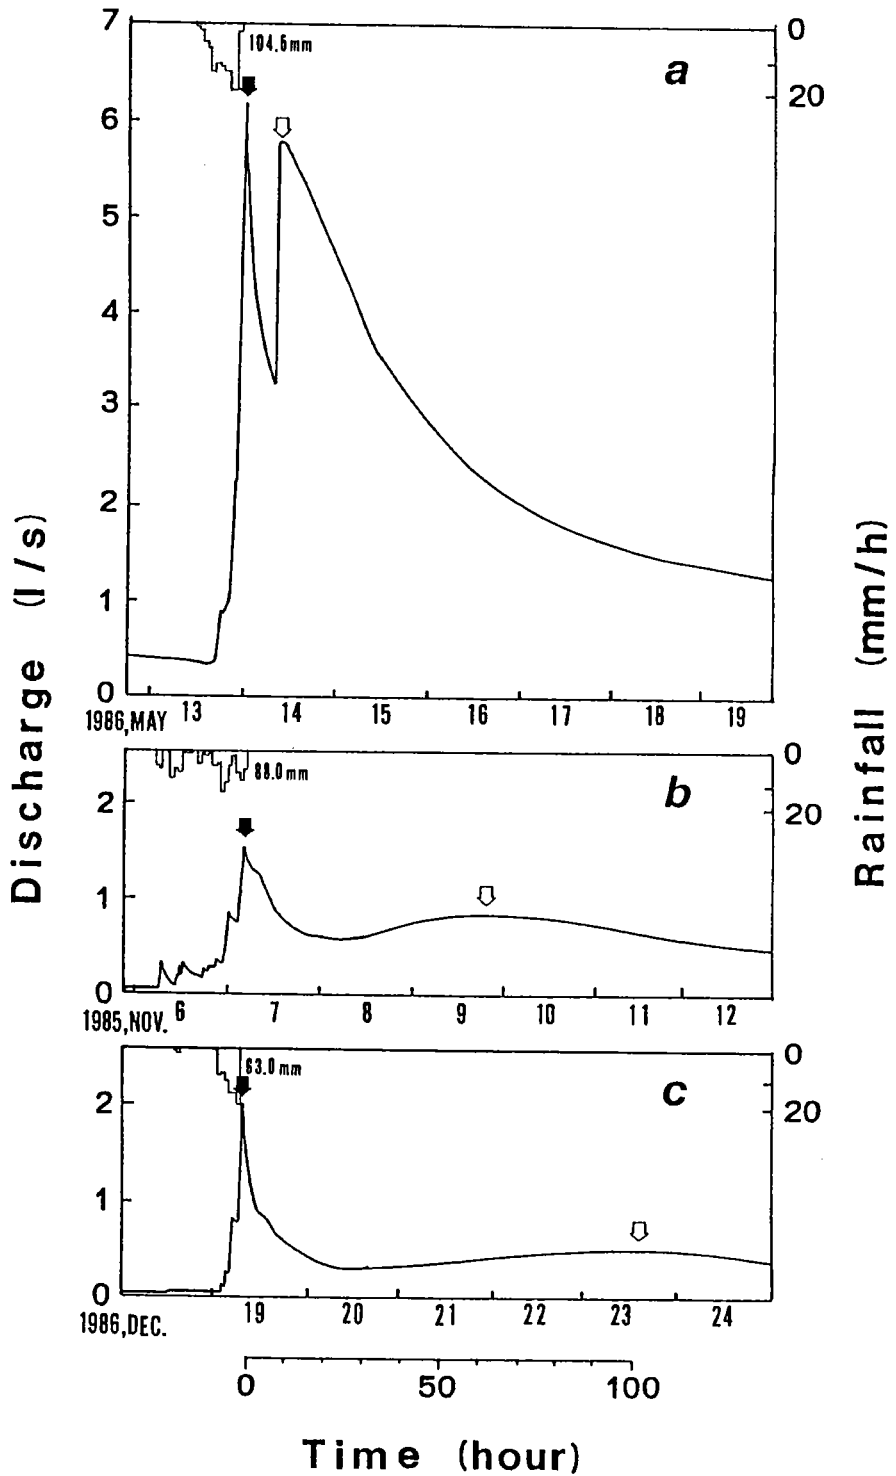 7
0
104.6mm
a
20
6
5
4
3
2
1
0
1986,MAY 13 14 15 16 17 18 19
Discharge (l/s)
Rainfall (mm/h)
0
88.0mm
b
2
20
1
0
1985,NOV. 6 7 8 9 10 11 12
0
63.0mm
c
2
20
1
0
1986,DEC. 19 20 21 22 23 24
0 50 100
Time (hour)